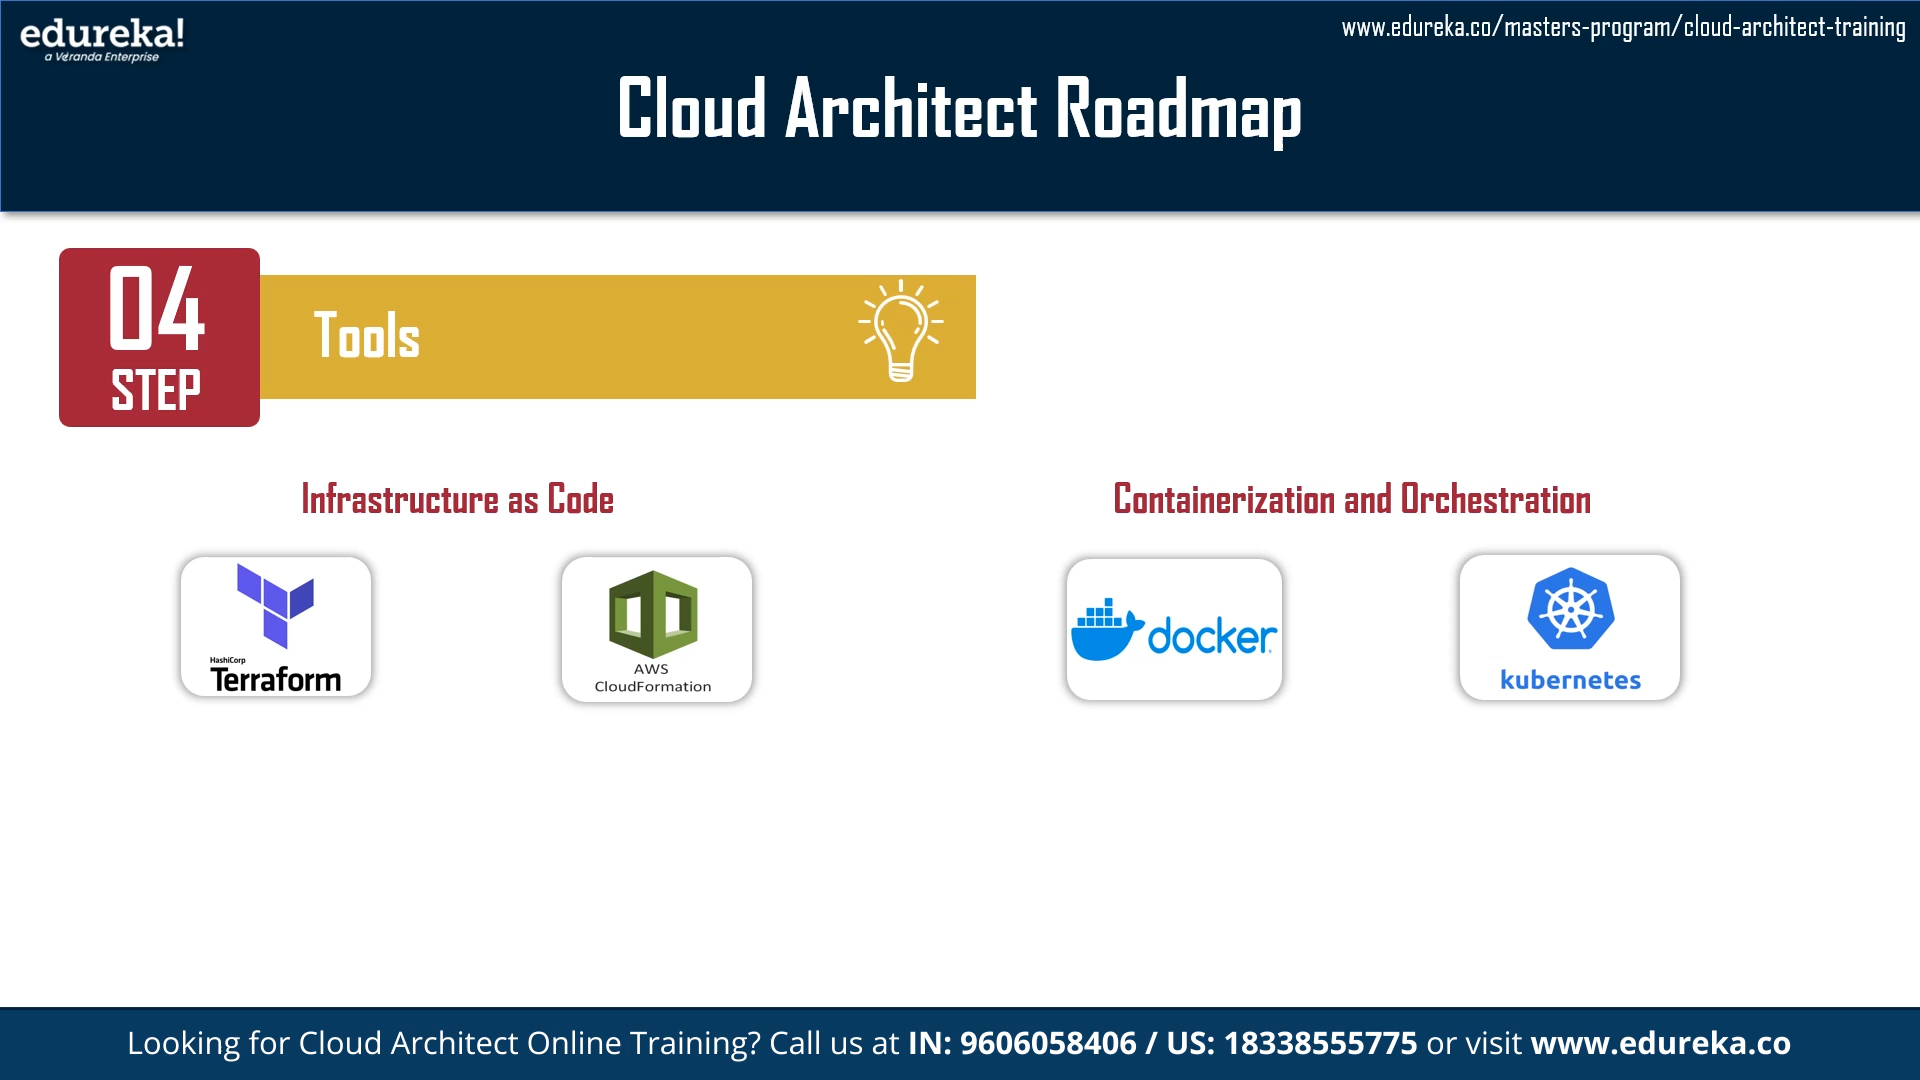 edureka!
a Veranda Enterprise
www.edureka.co/masters-program/cloud-architect-training
Cloud Architect Roadmap
04
STEP
Tools
Infrastructure as Code
Containerization and Orchestration
HashiCorp
Terraform
AWS
CloudFormation
docker
kubernetes
Looking for Cloud Architect Online Training? Call us at IN: 9606058406 / US: 18338555775 or visit www.edureka.co